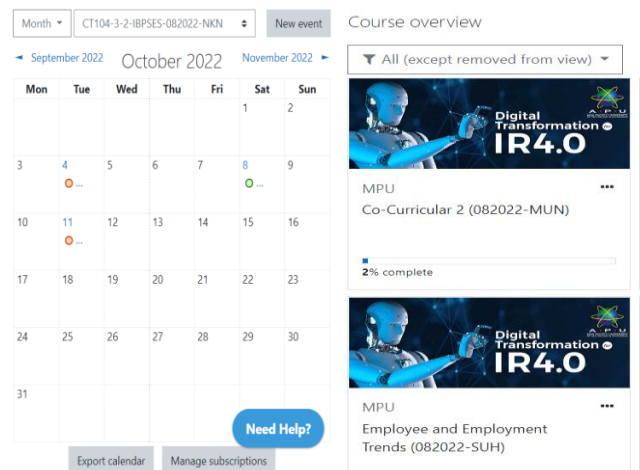 Month
CT104-3-2-IBPSES-082022-NKN
New event
◄ September 2022
October 2022
November 2022 ►
Mon Tue Wed Thu Fri Sat Sun
1 2
3 4 5 6 7 8 9
... ...
10 11 12 13 14 15 16
...
17 18 19 20 21 22 23
24 25 26 27 28 29 30
31
Need Help?
Export calendar
Manage subscriptions
Course overview
All (except removed from view)
A P U
Digital
Transformation
IR4.0
MPU
Co-Curricular 2 (082022-MUN)
2% complete
A P U
Digital
Transformation
IR4.0
MPU
Employee and Employment
Trends (082022-SUH)